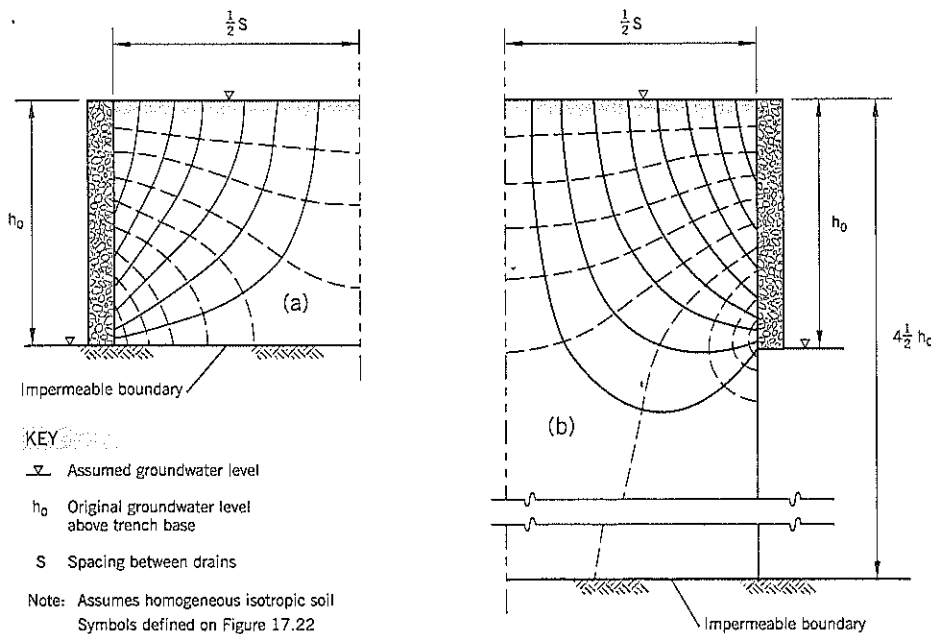 ½S
½S
h₀
h₀
4½ h₀
(a)
(b)
Impermeable boundary
KEY
Assumed groundwater level
h₀ Original groundwater level
above trench base
S Spacing between drains
Note: Assumes homogeneous isotropic soil
Symbols defined on Figure 17.22
Impermeable boundary